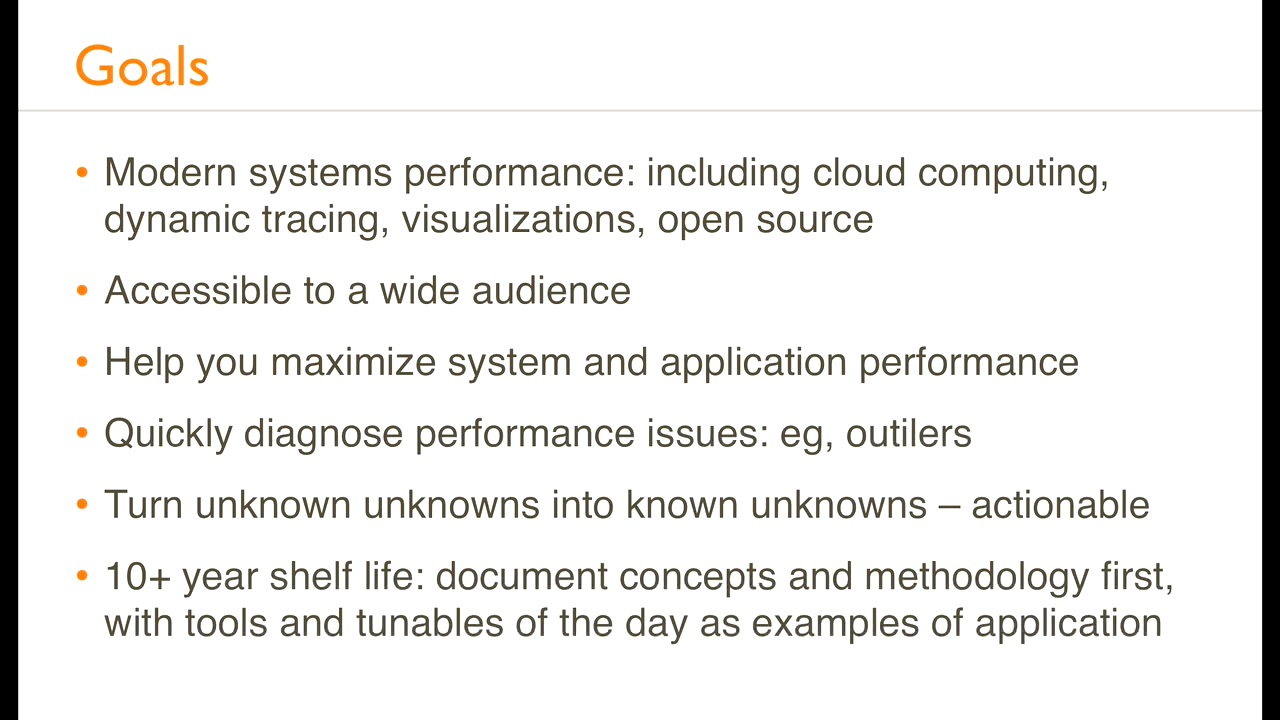 Goals
• Modern systems performance: including cloud computing,
dynamic tracing, visualizations, open source
• Accessible to a wide audience
• Help you maximize system and application performance
• Quickly diagnose performance issues: eg, outilers
• Turn unknown unknowns into known unknowns – actionable
• 10+ year shelf life: document concepts and methodology first,
with tools and tunables of the day as examples of application